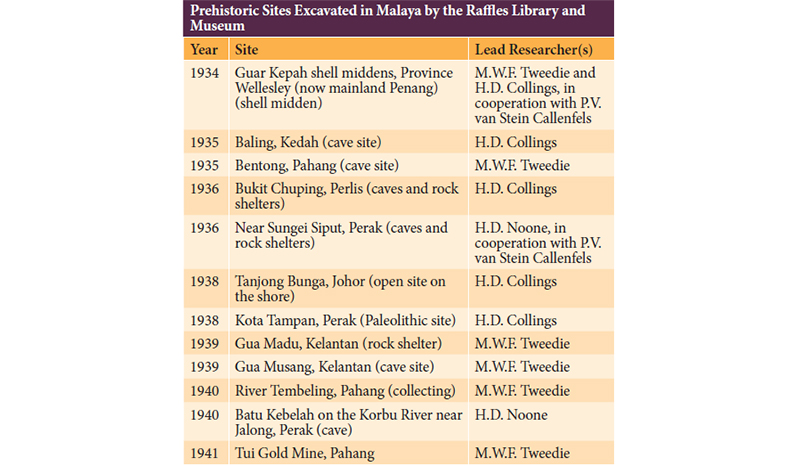 Prehistoric Sites Excavated in Malaya by the Raffles Library and
Museum
Year Site Lead Researcher(s)
1934 Guar Kepah shell middens, Province M.W.F. Tweedie and
Wellesley (now mainland Penang) H.D. Collings, in
(shell midden) cooperation with P.V.
van Stein Callenfels
1935 Baling, Kedah (cave site) H.D. Collings
1935 Bentong, Pahang (cave site) M.W.F. Tweedie
1936 Bukit Chuping, Perlis (caves and rock H.D. Collings
shelters)
1936 Near Sungei Siput, Perak (caves and H.D. Noone, in
rock shelters) cooperation with P.V.
van Stein Callenfels
1938 Tanjong Bunga, Johor (open site on H.D. Collings
the shore)
1938 Kota Tampan, Perak (Paleolithic site) H.D. Collings
1939 Gua Madu, Kelantan (rock shelter) M.W.F. Tweedie
1939 Gua Musang, Kelantan (cave site) M.W.F. Tweedie
1940 River Tembeling, Pahang (collecting) M.W.F. Tweedie
1940 Batu Kebelah on the Korbu River near H.D. Noone
Jalong, Perak (cave)
1941 Tui Gold Mine, Pahang M.W.F. Tweedie